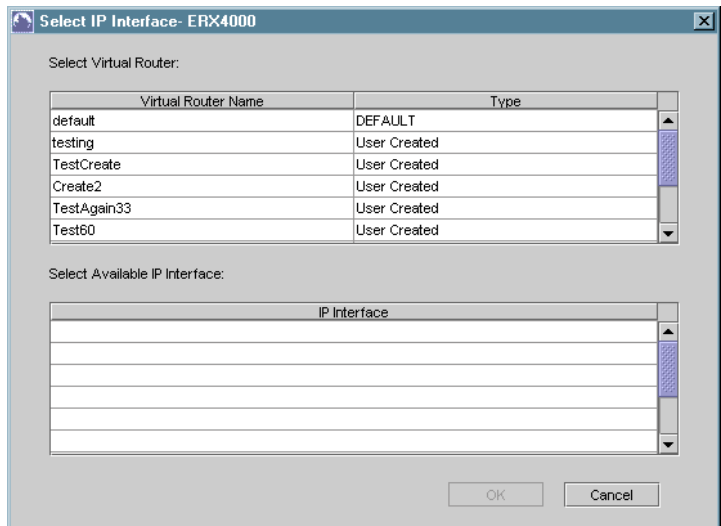 Select IP Interface- ERX4000
Select Virtual Router:
Virtual Router Name Type
default DEFAULT
testing User Created
TestCreate User Created
Create2 User Created
TestAgain33 User Created
Test60 User Created
Select Available IP Interface:
IP Interface
OK Cancel